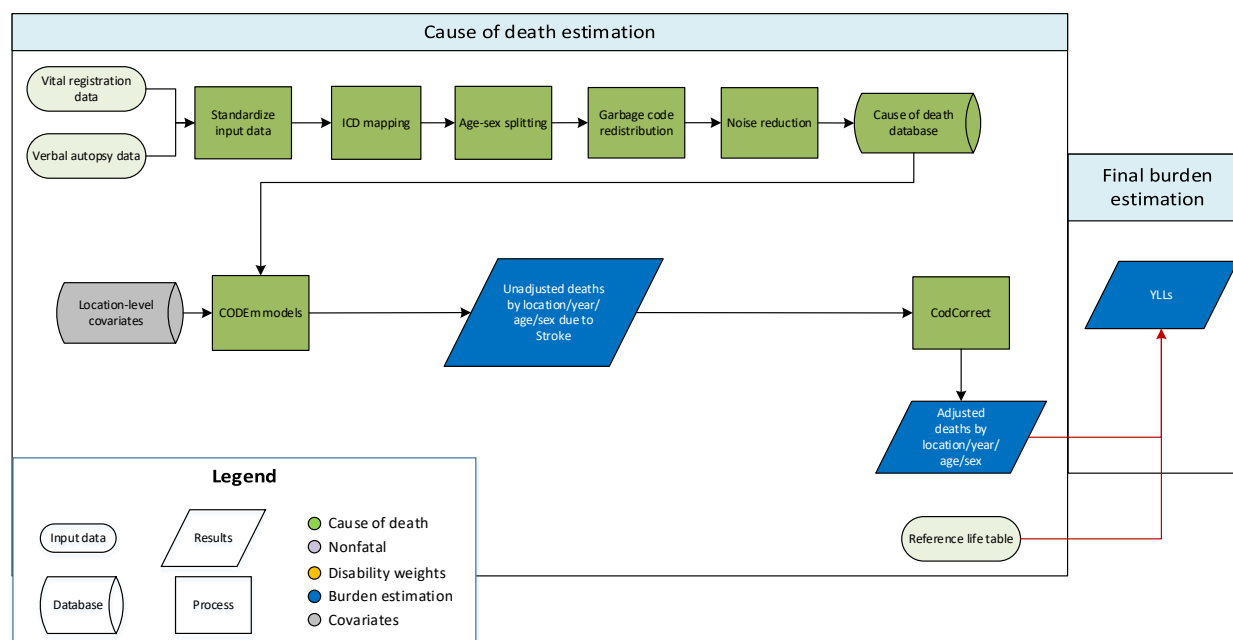 Cause of death estimation
Vital registration
data
Verbal autopsy data
Standardize
input data
ICD mapping
Age-sex splitting
Garbage code
redistribution
Noise reduction
Cause of death
database
Final burden
estimation
Location-level
covariates
CODEm models
Unadjusted deaths
by location/year/
age/sex due to
Stroke
CodCorrect
YLLs
Adjusted
deaths by
location/year/
age/sex
Reference life table
Legend
Input data
Results
Database
Process
Cause of death
Nonfatal
Disability weights
Burden estimation
Covariates